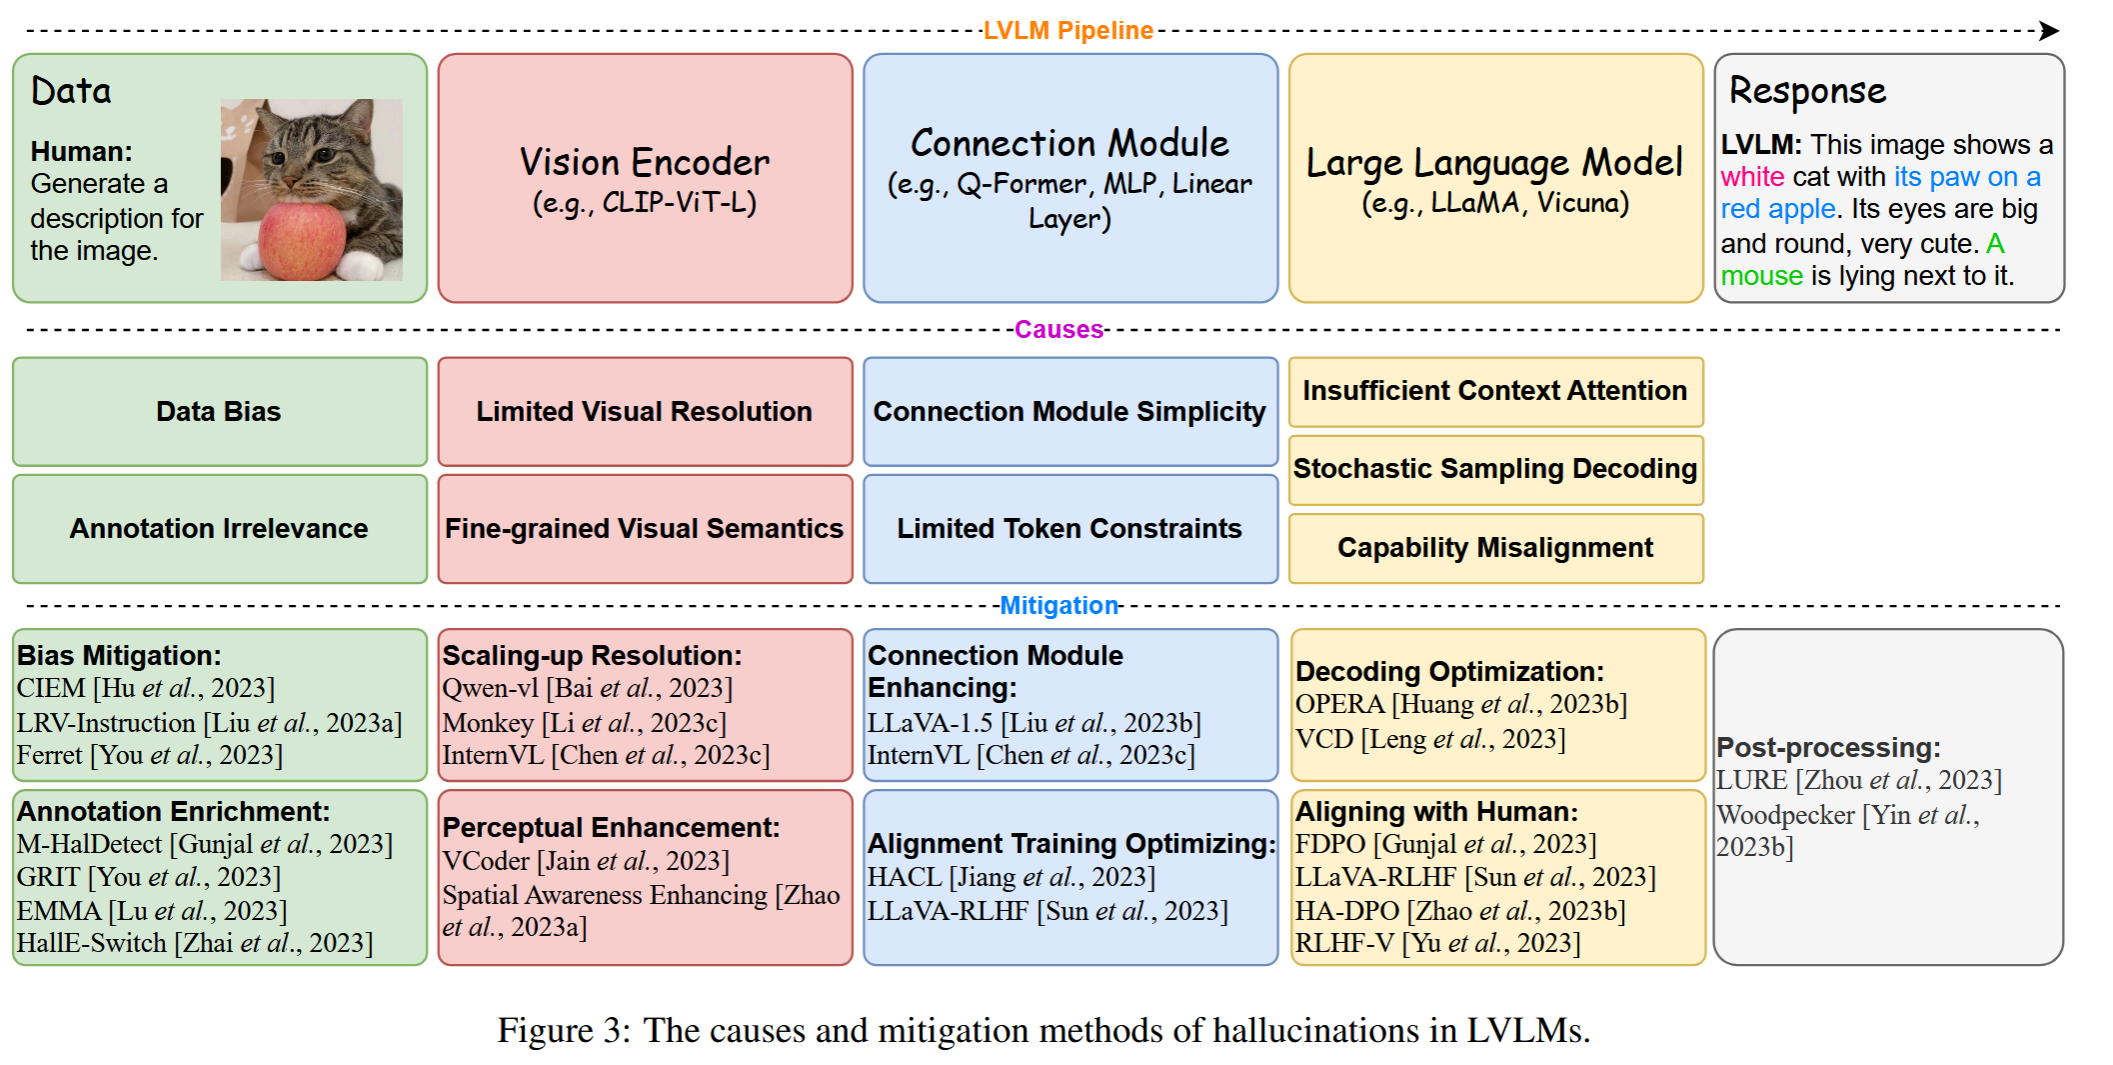 LVLM Pipeline
Data
Human:
Generate a
description for
the image.
Vision Encoder
(e.g., CLIP-ViT-L)
Connection Module
(e.g., Q-Former, MLP, Linear
Layer)
Large Language Model
(e.g., LLaMA, Vicuna)
Response
LVLM: This image shows a
white cat with its paw on a
red apple. Its eyes are big
and round, very cute. A
mouse is lying next to it.
Causes
Data Bias
Annotation Irrelevance
Limited Visual Resolution
Fine-grained Visual Semantics
Connection Module Simplicity
Limited Token Constraints
Insufficient Context Attention
Stochastic Sampling Decoding
Capability Misalignment
Mitigation
Bias Mitigation:
CIEM [Hu et al., 2023]
LRV-Instruction [Liu et al., 2023a]
Ferret [You et al., 2023]
Annotation Enrichment:
M-HalDetect [Gunjal et al., 2023]
GRIT [You et al., 2023]
EMMA [Lu et al., 2023]
HallE-Switch [Zhai et al., 2023]
Scaling-up Resolution:
Qwen-vl [Bai et al., 2023]
Monkey [Li et al., 2023c]
InternVL [Chen et al., 2023c]
Perceptual Enhancement:
VCoder [Jain et al., 2023]
Spatial Awareness Enhancing [Zhao
et al., 2023a]
Connection Module
Enhancing:
LLaVA-1.5 [Liu et al., 2023b]
InternVL [Chen et al., 2023c]
Alignment Training Optimizing:
HACL [Jiang et al., 2023]
LLaVA-RLHF [Sun et al., 2023]
Decoding Optimization:
OPERA [Huang et al., 2023b]
VCD [Leng et al., 2023]
Aligning with Human:
FDPO [Gunjal et al., 2023]
LLaVA-RLHF [Sun et al., 2023]
HA-DPO [Zhao et al., 2023b]
RLHF-V [Yu et al., 2023]
Post-processing:
LURE [Zhou et al., 2023]
Woodpecker [Yin et al.,
2023b]
Figure 3: The causes and mitigation methods of hallucinations in LVLMs.